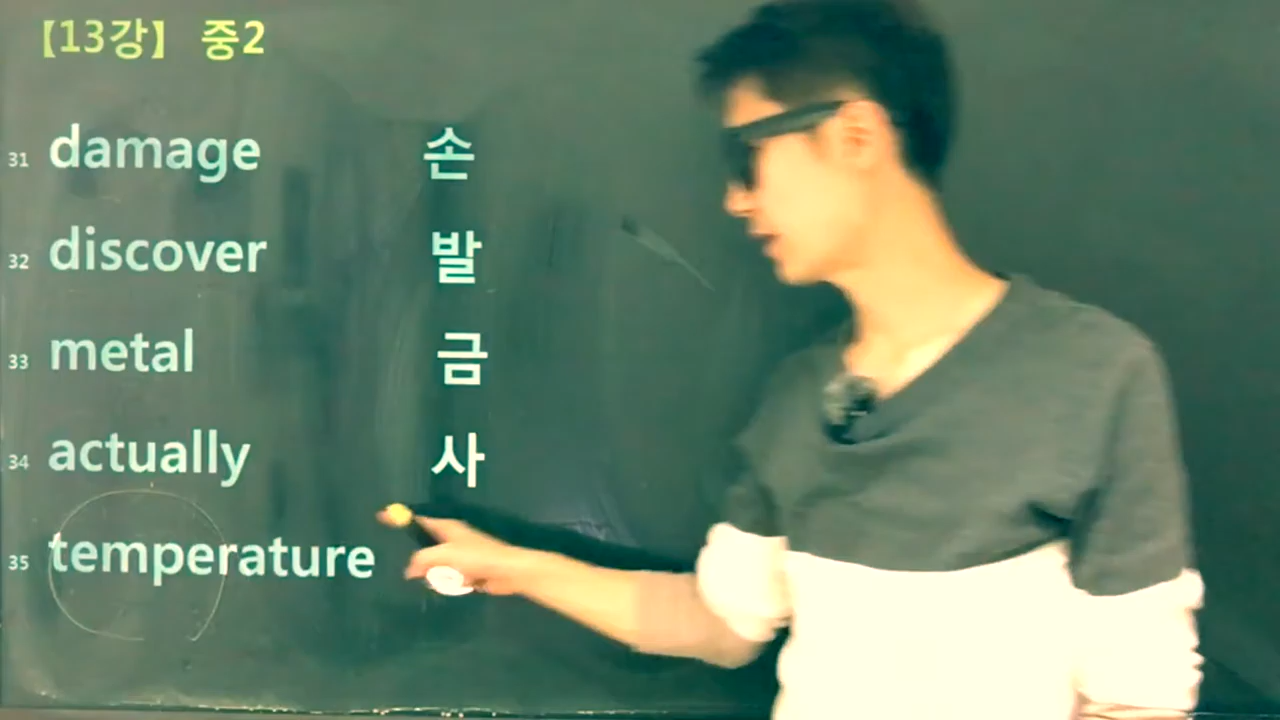 【13강】 중2
31 damage 손
32 discover 발
33 metal 금
34 actually 사
35 temperature